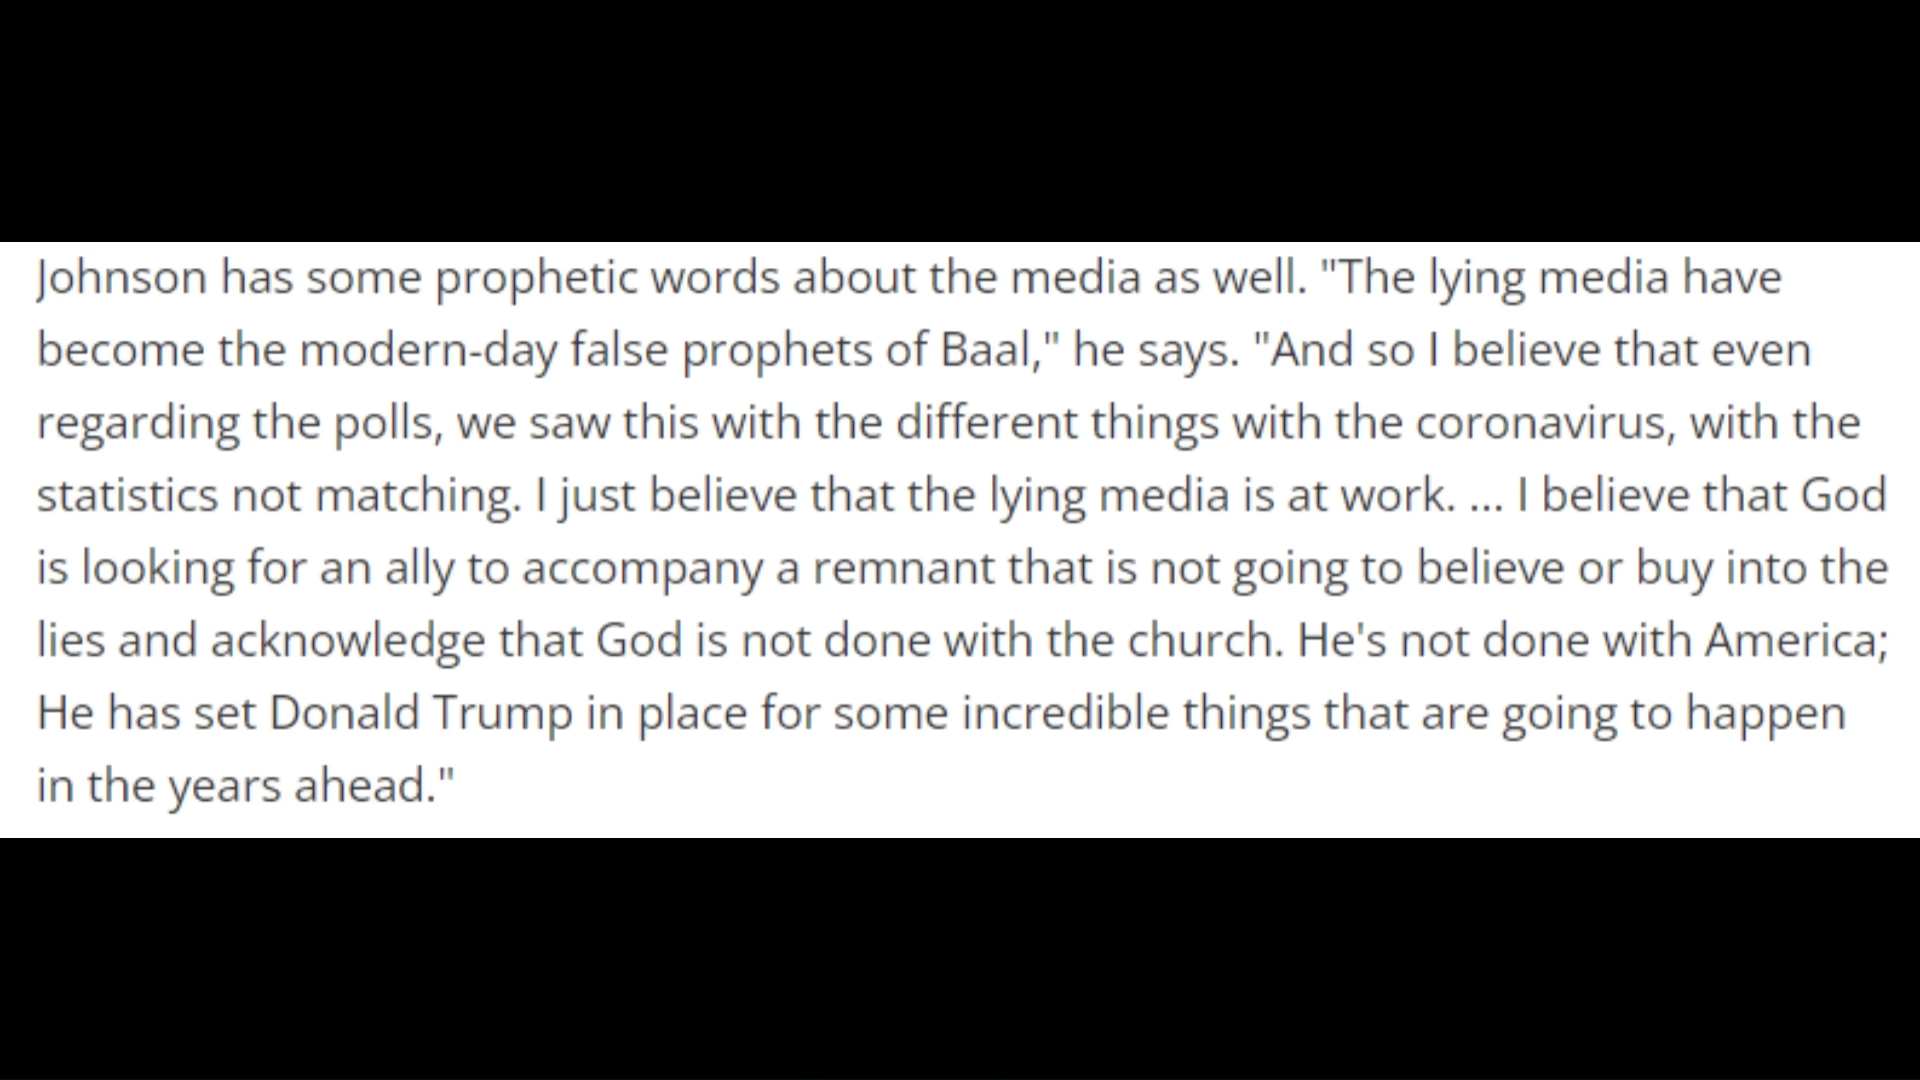 Johnson has some prophetic words about the media as well. "The lying media have
become the modern-day false prophets of Baal," he says. "And so I believe that even
regarding the polls, we saw this with the different things with the coronavirus, with the
statistics not matching. I just believe that the lying media is at work. ... I believe that God
is looking for an ally to accompany a remnant that is not going to believe or buy into the
lies and acknowledge that God is not done with the church. He's not done with America;
He has set Donald Trump in place for some incredible things that are going to happen
in the years ahead."